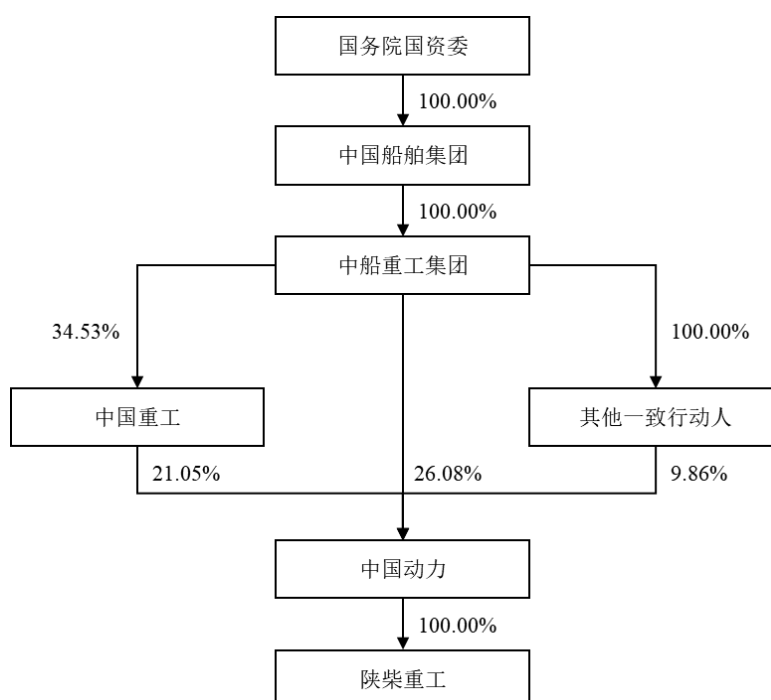 国务院国资委
100.00%
中国船舶集团
100.00%
中船重工集团
34.53%
100.00%
中国重工
其他一致行动人
21.05%
26.08%
9.86%
中国动力
100.00%
陕柴重工